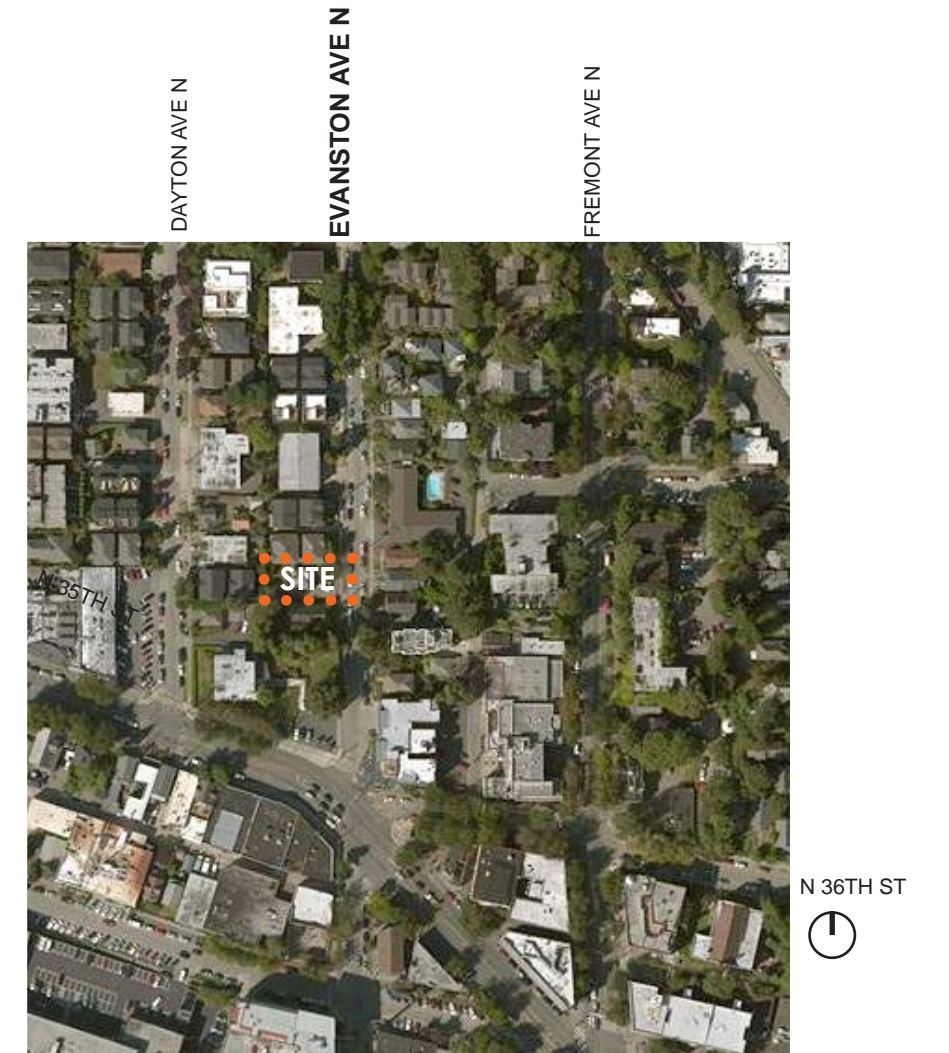 DAYTON AVE N
EVANSTON AVE N
FREMONT AVE N
SITE
N 35TH ST
N 36TH ST